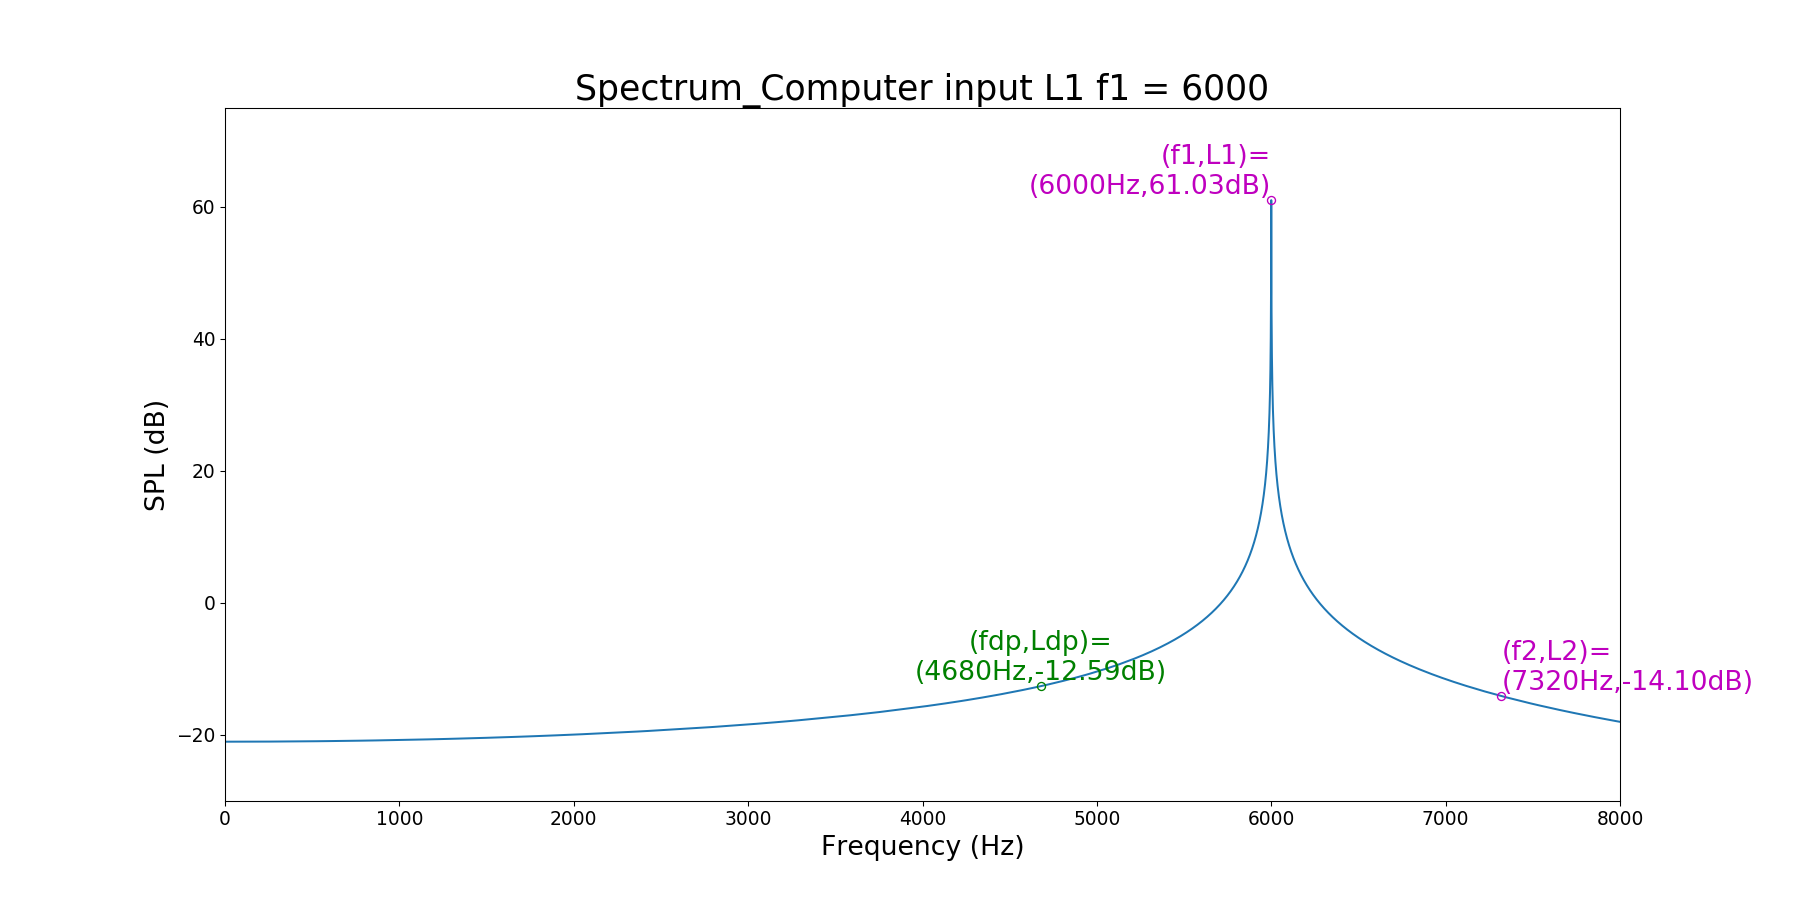 Spectrum_Computer input L1 f1 = 6000
(f1,L1)=
(6000Hz,61.03dB)
60
40
20
0
−20
SPL (dB)
(fdp,Ldp)=
(4680Hz,-12.59dB)
(f2,L2)=
(7320Hz,-14.10dB)
0 1000 2000 3000 4000 5000 6000 7000 8000
Frequency (Hz)